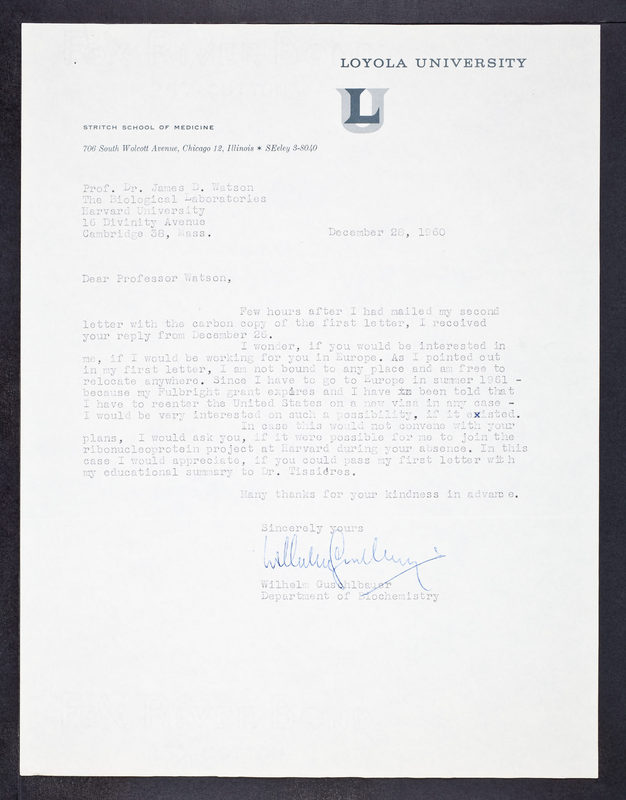 LOYOLA UNIVERSITY
L
STRITCH SCHOOL OF MEDICINE
706 South Wolcott Avenue, Chicago 12, Illinois * SEeley 3-8040
Prof. Dr. James D. Watson
The Biological Laboratories
Harvard University
16 Divinity Avenue
Cambridge 38, Mass.
December 28, 1960
Dear Professor Watson,
Few hours after I had mailed my second
letter with the carbon copy of the first letter, I received
your reply from December 26.
I wonder, if you would be interested in
me, if I would be working for you in Europe. As I pointed out
in my first letter, I am not bound to any place and am free to
relocate anywhere. Since I have to go to Europe in summer 1961 -
because my Fulbright grant expires and I have xm been told that
I have to reenter the United States on a new visa in any case -
I would be very interested on such a possibility, if it existed.
In case this would not convene with your
plans, I would ask you, if it were possible for me to join the
ribonucleoprotein project at Harvard during your absence. In this
case I would appreciate, if you could pass my first letter with
my educational summary to Dr. Tissiéres.
Many thanks for your kindness in advance.
Sincerely yours
Wilhelm Guschlbauer
Wilhelm Guschlbauer
Department of Biochemistry